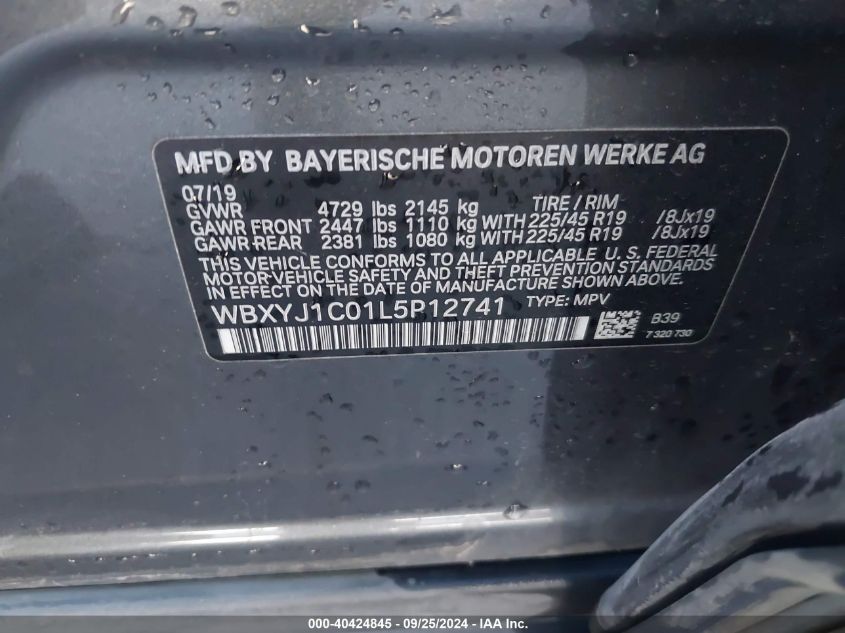 MFD BY BAYERISCHE MOTOREN WERKE AG
07/19 TIRE / RIM
GVWR 4729 lbs 2145 kg
GAWR FRONT 2447 lbs 1110 kg WITH 225/45 R19 /8Jx19
GAWR REAR 2381 lbs 1080 kg WITH 225/45 R19 /8Jx19
THIS VEHICLE CONFORMS TO ALL APPLICABLE U. S. FEDERAL
MOTOR VEHICLE SAFETY AND THEFT PREVENTION STANDARDS
IN EFFECT ON THE DATE OF MANUFACTURE SHOWN ABOVE.
WBXYJ1C01L5P12741 TYPE: MPV
B39
7 320 730
000-40424845 - 09/25/2024 - IAA Inc.